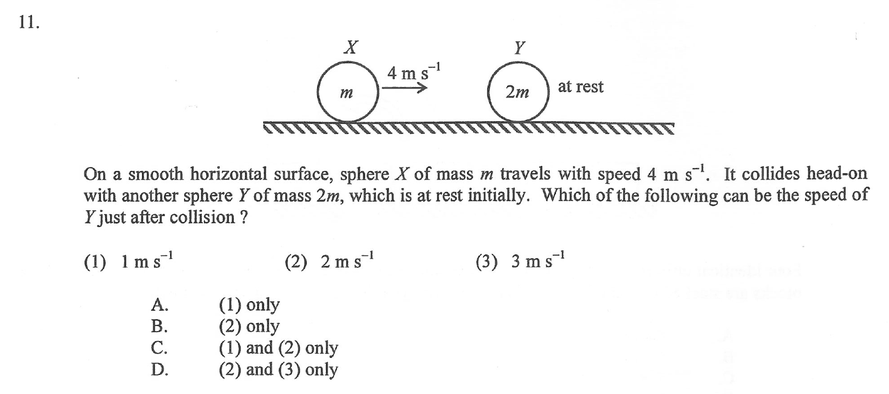 11.
X
Y
4 m s⁻¹
m
2m
at rest
On a smooth horizontal surface, sphere X of mass m travels with speed 4 m s⁻¹. It collides head-on
with another sphere Y of mass 2m, which is at rest initially. Which of the following can be the speed of
Y just after collision ?
(1) 1 m s⁻¹ (2) 2 m s⁻¹ (3) 3 m s⁻¹
A. (1) only
B. (2) only
C. (1) and (2) only
D. (2) and (3) only